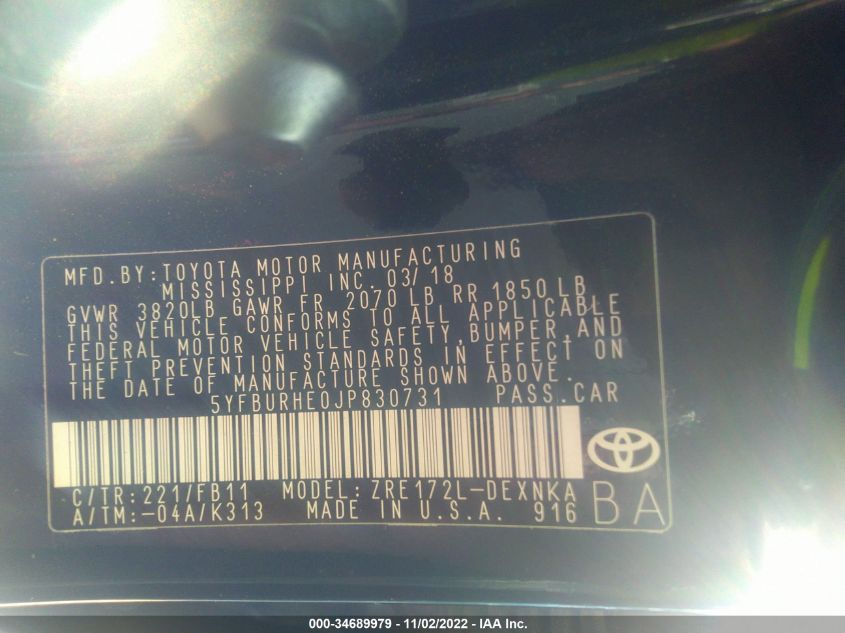 MFD. BY: TOYOTA MOTOR MANUFACTURING
MISSISSIPPI INC. 03/18
GVWR 3820LB GAWR FR 2070 LB RR 1850 LB
THIS VEHICLE CONFORMS TO ALL APPLICABLE
FEDERAL MOTOR VEHICLE SAFETY, BUMPER, AND
THEFT PREVENTION STANDARDS IN EFFECT ON
THE DATE OF MANUFACTURE SHOWN ABOVE.
5YFBURHE0JP830731 PASS. CAR
C/TR: 221/FB11 MODEL: ZRE172L-DEXNKA
A/TM: -04A/K313 MADE IN U.S.A. 916 BA
000-34689979 - 11/02/2022 - IAA Inc.